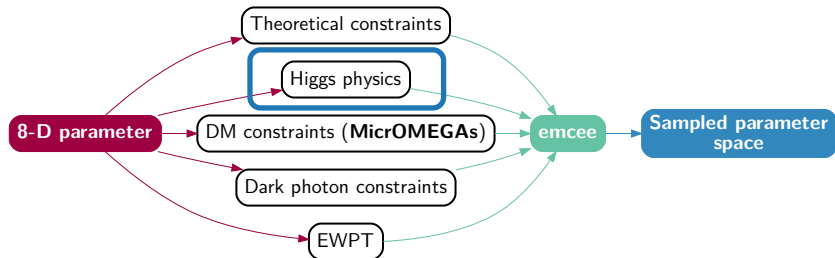 Theoretical constraints
Higgs physics
8-D parameter
DM constraints (MicrOMEGAs)
emcee
Sampled parameter
space
Dark photon constraints
EWPT